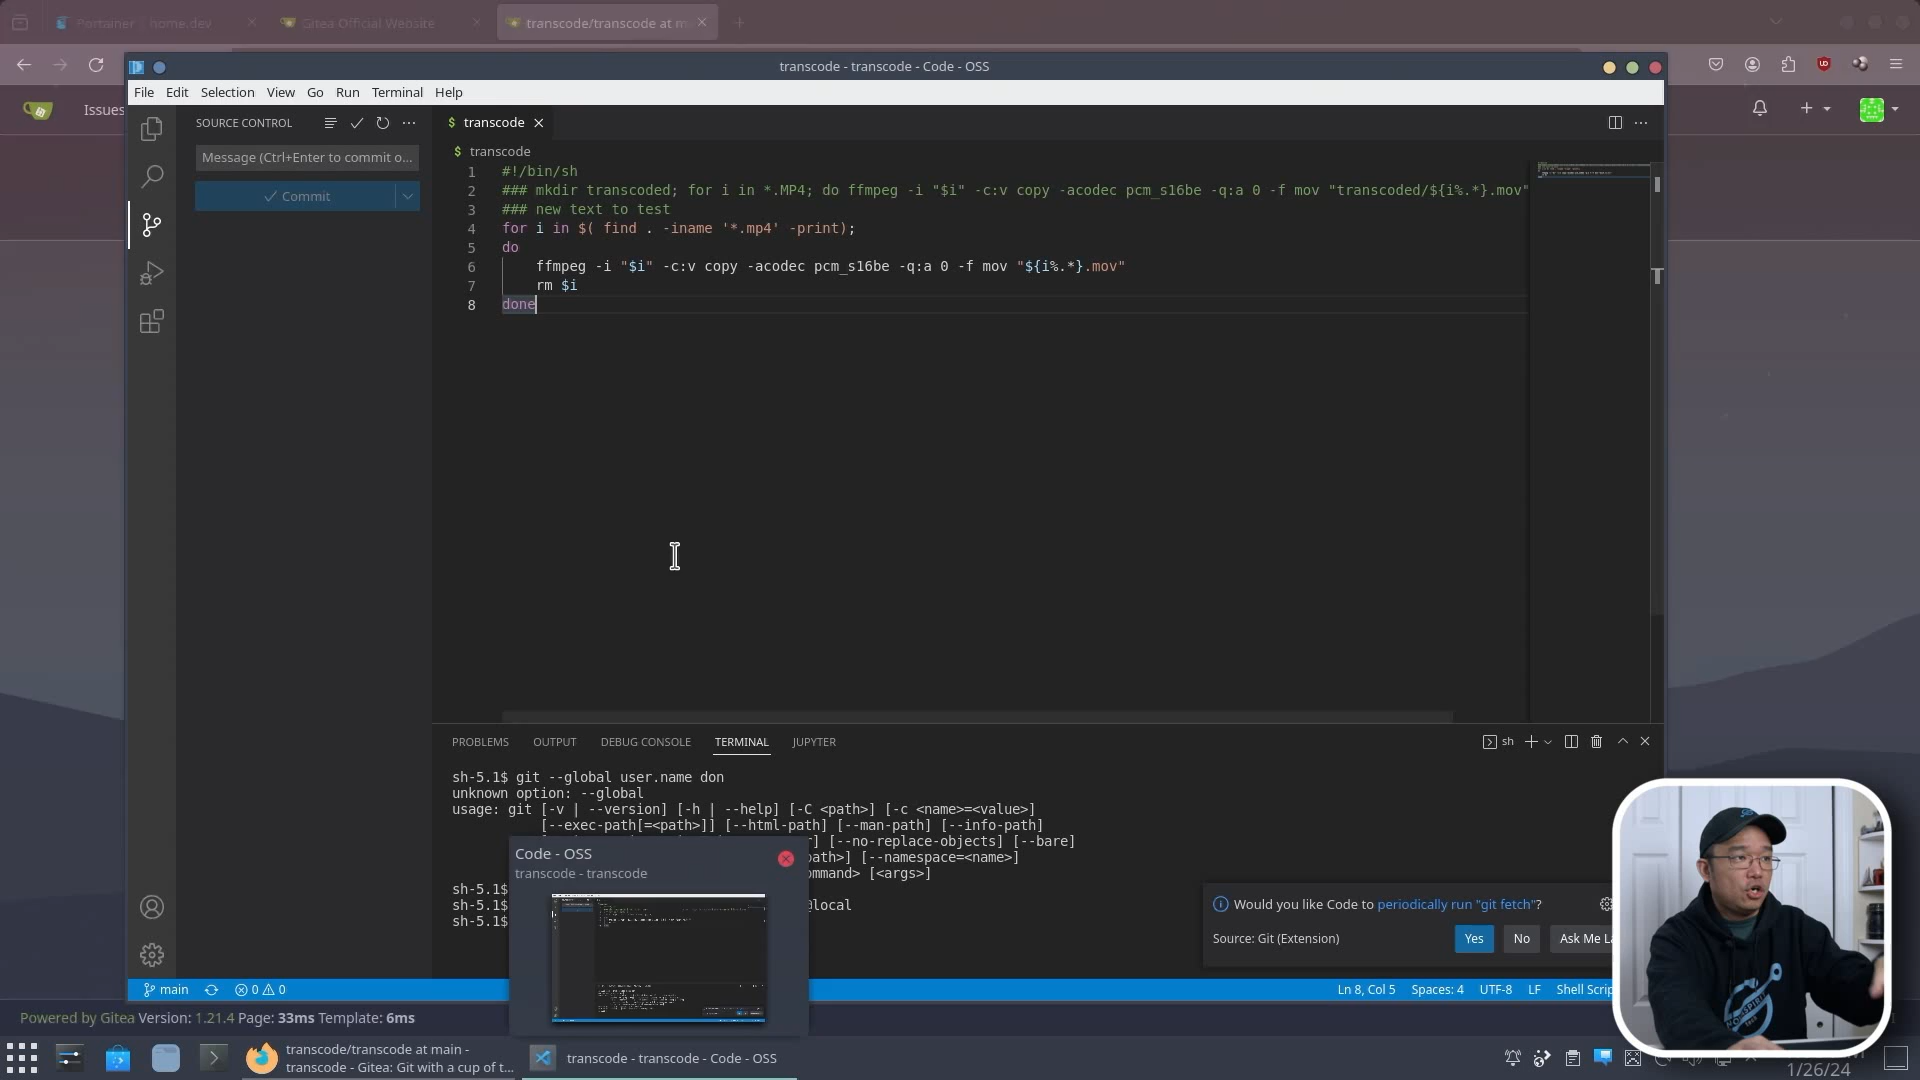 Portainer | home.dev
Gitea Official Website
transcode/transcode at m
transcode - transcode - Code - OSS
File Edit Selection View Go Run Terminal Help
Issues
SOURCE CONTROL
transcode
Message (Ctrl+Enter to commit o...
Commit
transcode
1 #!/bin/sh
2 ### mkdir transcoded; for i in *.MP4; do ffmpeg -i "$i" -c:v copy -acodec pcm_s16be -q:a 0 -f mov "transcoded/${i%.*}.mov"
3 ### new text to test
4 for i in $( find . -iname '*.mp4' -print);
5 do
6 ffmpeg -i "$i" -c:v copy -acodec pcm_s16be -q:a 0 -f mov "${i%.*}.mov"
7 rm $i
8 done
PROBLEMS OUTPUT DEBUG CONSOLE TERMINAL JUPYTER
sh
sh-5.1$ git --global user.name don
unknown option: --global
usage: git [-v | --version] [-h | --help] [-C <path>] [-c <name>=<value>]
[--exec-path[=<path>]] [--html-path] [--man-path] [--info-path]
[--no-replace-objects] [--bare]
path>] [--namespace=<name>]
ommand> [<args>]
sh-5.1$
sh-5.1$ @local
sh-5.1$
Code - OSS
transcode - transcode
Would you like Code to periodically run "git fetch"?
Source: Git (Extension)
Yes No Ask Me La
main
0 0
Ln 8, Col 5 Spaces: 4 UTF-8 LF Shell Scrip
Powered by Gitea Version: 1.21.4 Page: 33ms Template: 6ms
transcode/transcode at main -
transcode - Gitea: Git with a cup of t...
transcode - transcode - Code - OSS
1/26/24